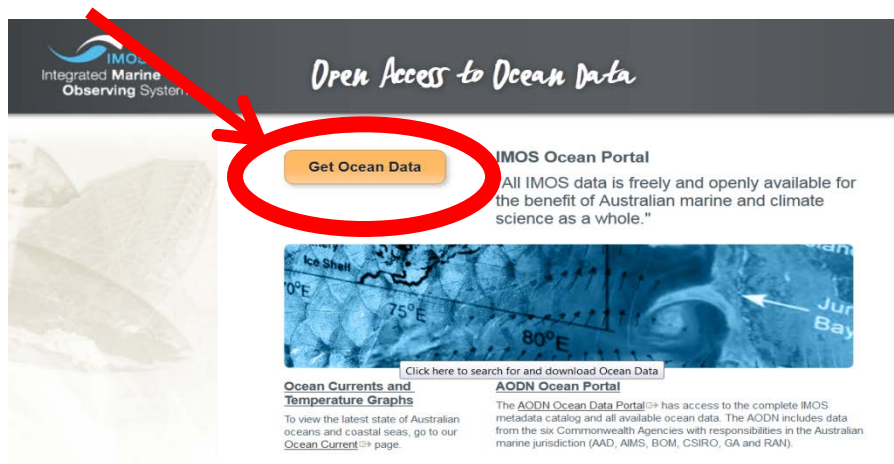 IMOS
Integrated Marine
Observing System
Open Access to Ocean Data
Get Ocean Data
IMOS Ocean Portal
"All IMOS data is freely and openly available for
the benefit of Australian marine and climate
science as a whole."
Ice Shelf
75°E
80°E
Bay
Click here to search for and download Ocean Data
Ocean Currents and
Temperature Graphs
To view the latest state of Australian
oceans and coastal seas, go to our
Ocean Current page.
AODN Ocean Portal
The AODN Ocean Data Portal has access to the complete IMOS
metadata catalog and all available ocean data. The AODN includes data
from the six Commonwealth Agencies with responsibilities in the Australian
marine jurisdiction (AAD, AIMS, BOM, CSIRO, GA and RAN).